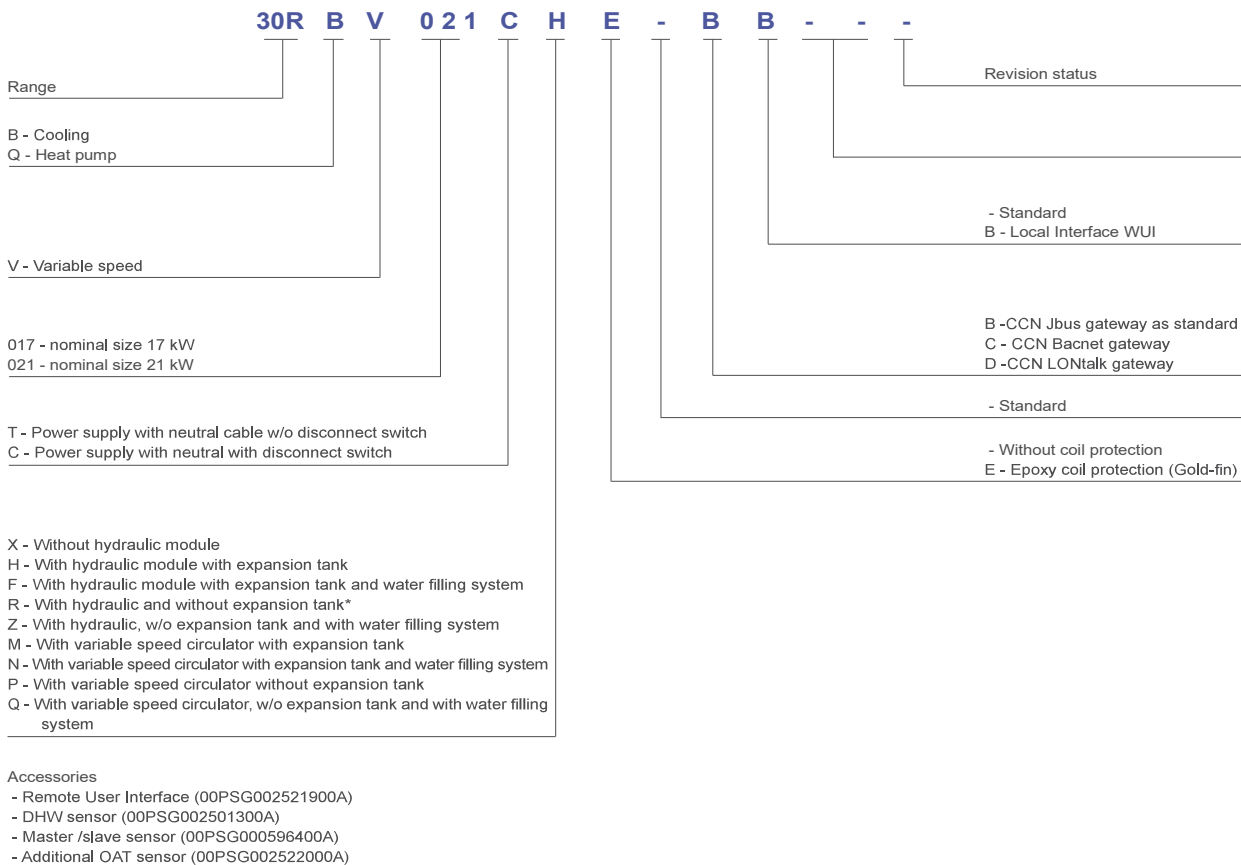 30R B V 0 2 1 C H E - B B - - -
Range
B - Cooling
Q - Heat pump
V - Variable speed
017 - nominal size 17 kW
021 - nominal size 21 kW
T - Power supply with neutral cable w/o disconnect switch
C - Power supply with neutral with disconnect switch
X - Without hydraulic module
H - With hydraulic module with expansion tank
F - With hydraulic module with expansion tank and water filling system
R - With hydraulic and without expansion tank*
Z - With hydraulic, w/o expansion tank and with water filling system
M - With variable speed circulator with expansion tank
N - With variable speed circulator with expansion tank and water filling system
P - With variable speed circulator without expansion tank
Q - With variable speed circulator, w/o expansion tank and with water filling
system
Revision status
- Standard
B - Local Interface WUI
B -CCN Jbus gateway as standard
C - CCN Bacnet gateway
D -CCN LONtalk gateway
- Standard
- Without coil protection
E - Epoxy coil protection (Gold-fin)
Accessories
- Remote User Interface (00PSG002521900A)
- DHW sensor (00PSG002501300A)
- Master /slave sensor (00PSG000596400A)
- Additional OAT sensor (00PSG002522000A)